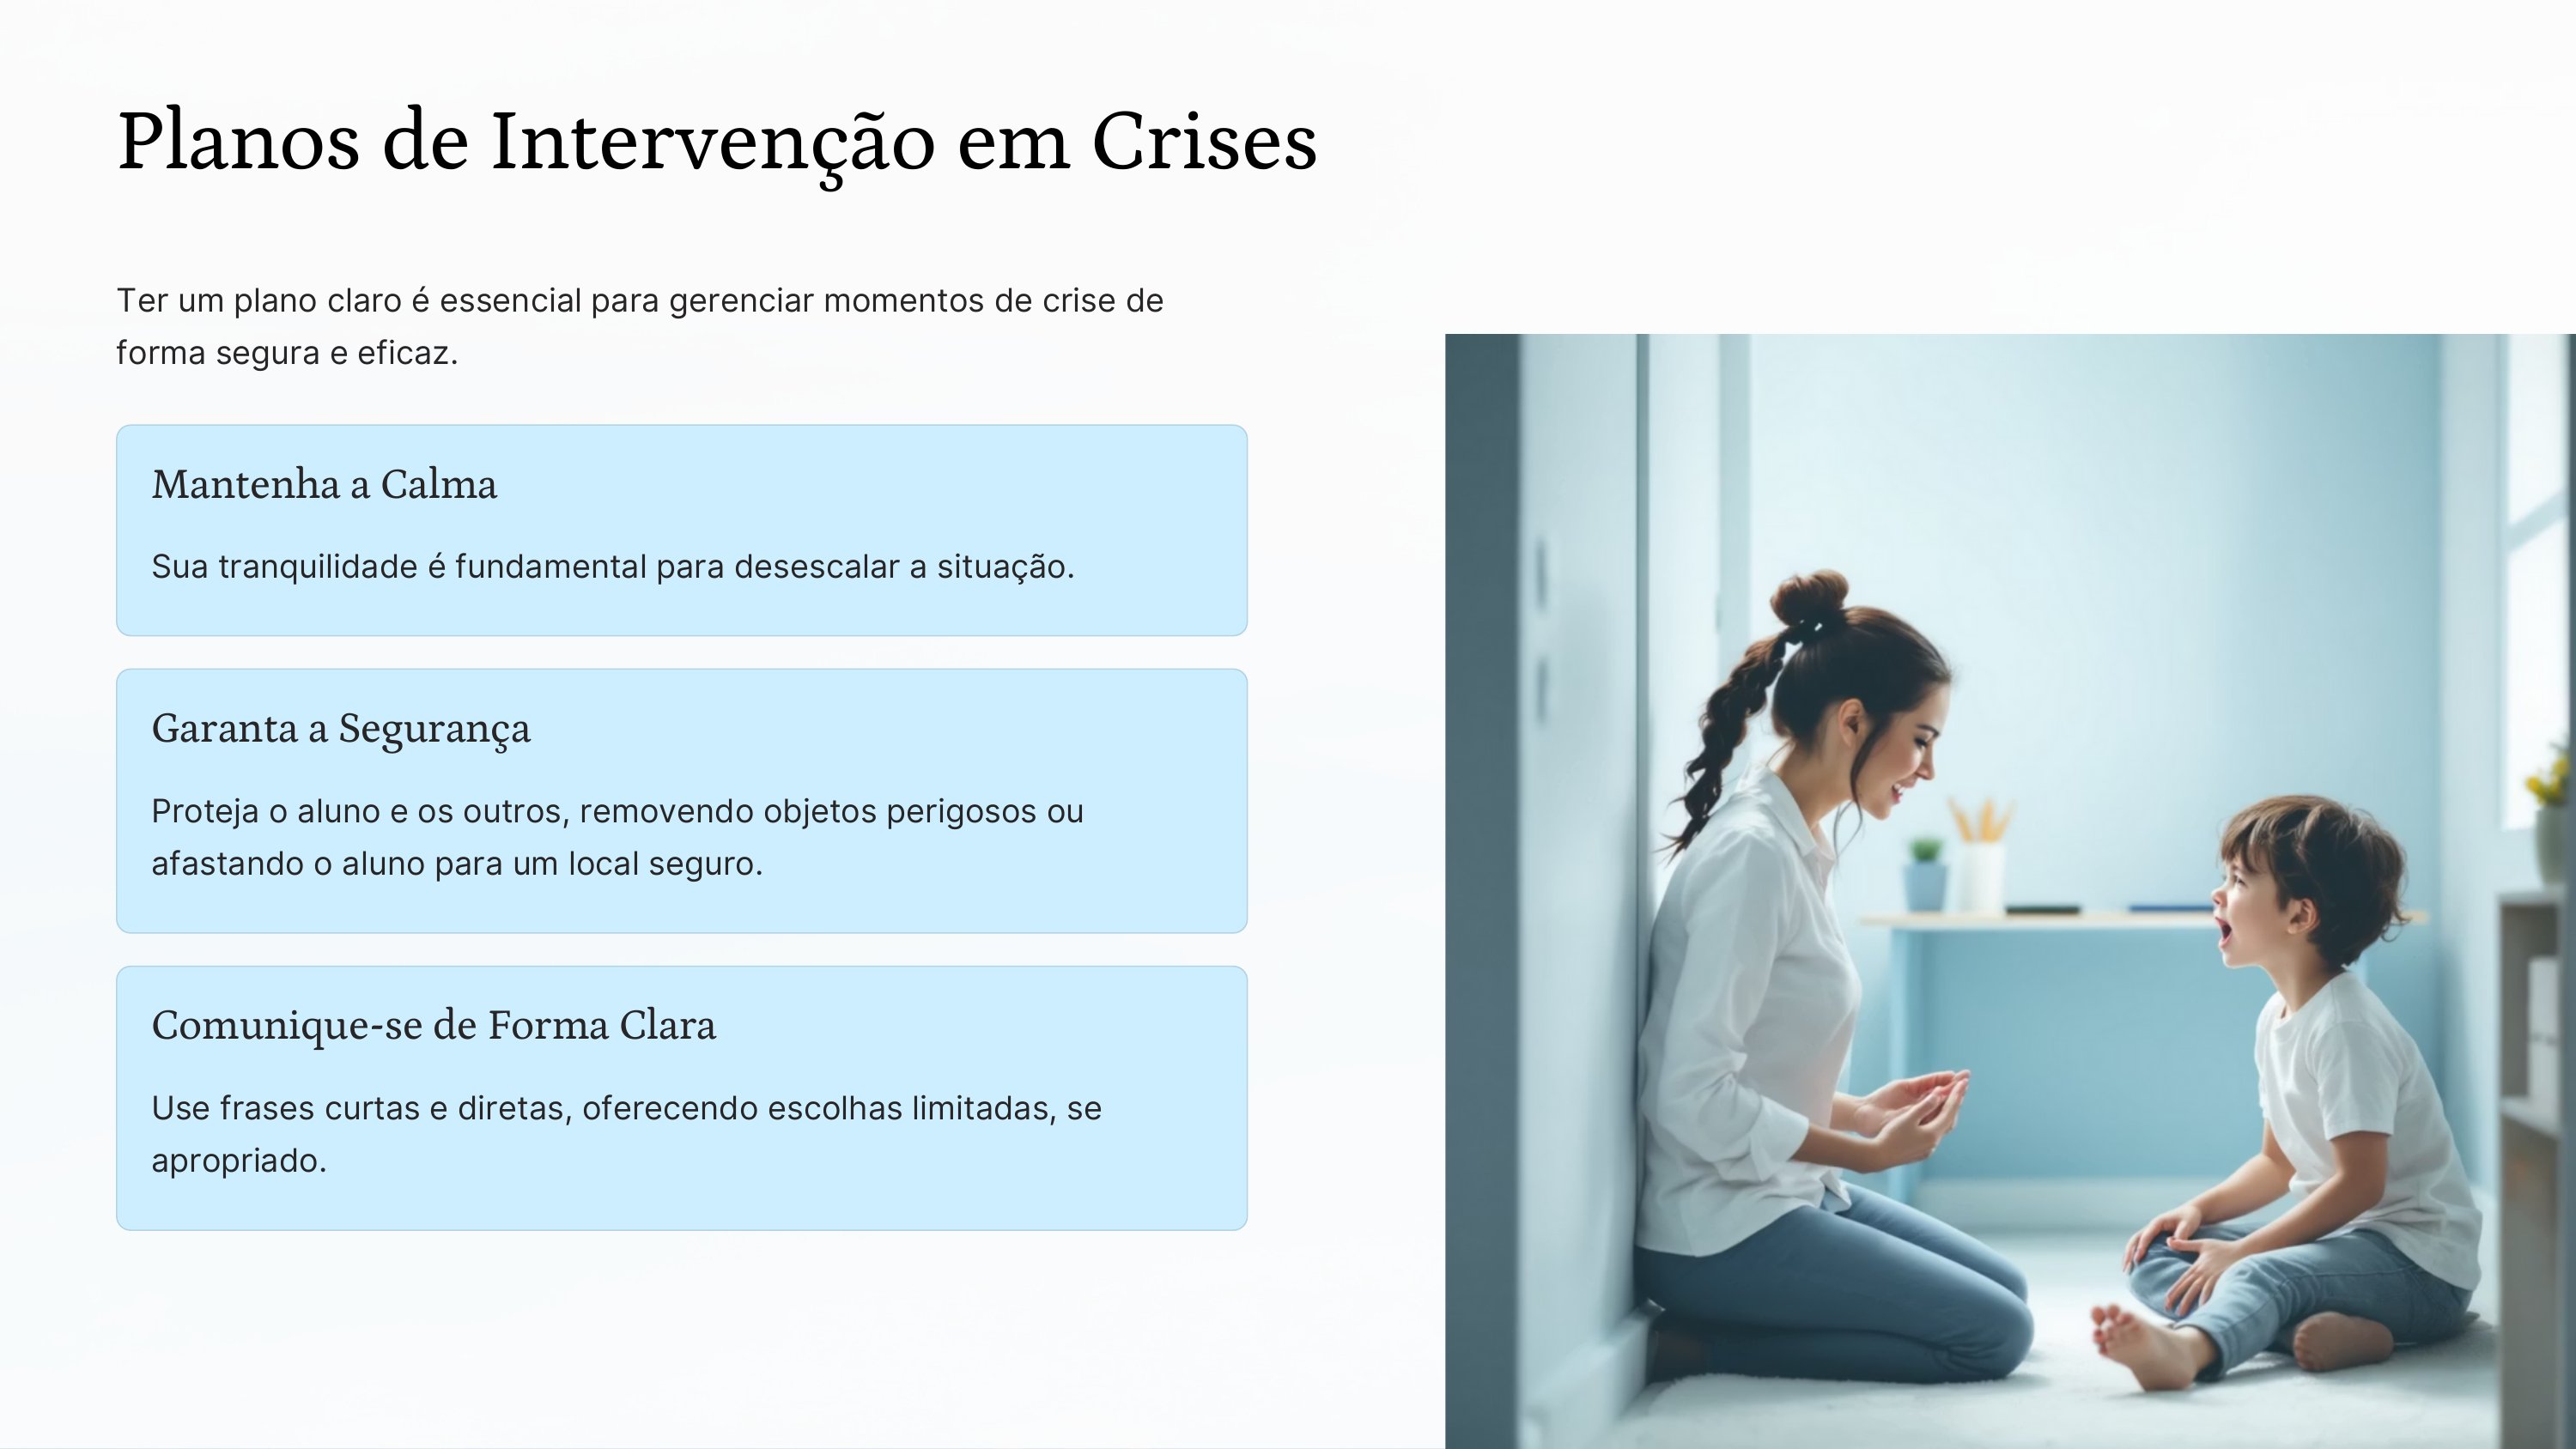 Planos de Intervenção em Crises
Ter um plano claro é essencial para gerenciar momentos de crise de
forma segura e eficaz.
Mantenha a Calma
Sua tranquilidade é fundamental para desescalar a situação.
Garanta a Segurança
Proteja o aluno e os outros, removendo objetos perigosos ou
afastando o aluno para um local seguro.
Comunique-se de Forma Clara
Use frases curtas e diretas, oferecendo escolhas limitadas, se
apropriado.